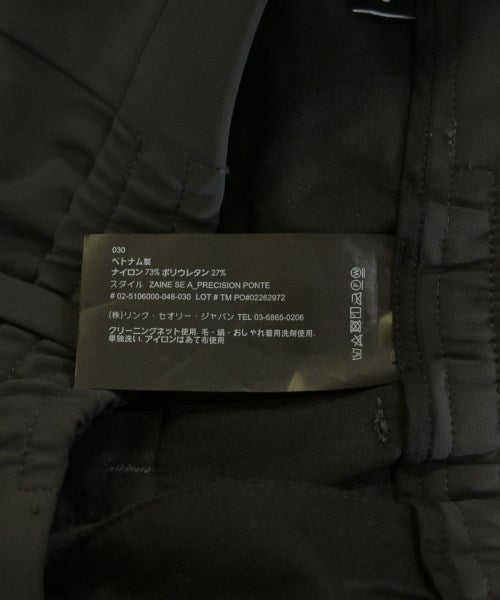 030
ベトナム製
ナイロン 73% ポリウレタン 27%
スタイル ZAINE SE A_PRECISION PONTE
# 02-5106000-048-030 LOT # TM PO#02262972
(株)リンク・セオリー・ジャパン TEL 03-6865-0206
クリーニングネット使用. 毛・絹・おしゃれ着用洗剤使用.
単独洗い. アイロンはあて布使用